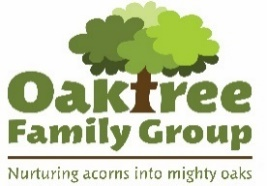 Oaktree
Family Group
Nurturing acorns into mighty oaks